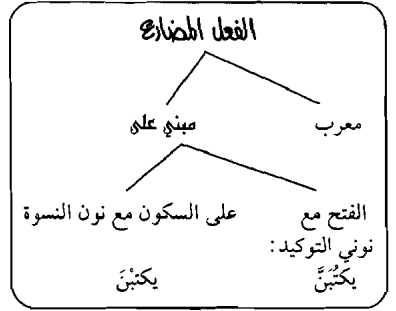 الفعل المضارع
معرب مبني على
الفتح مع على السكون مع نون النسوة
نوني التوكيد:
يكتُبَنَّ يكتبْنَ